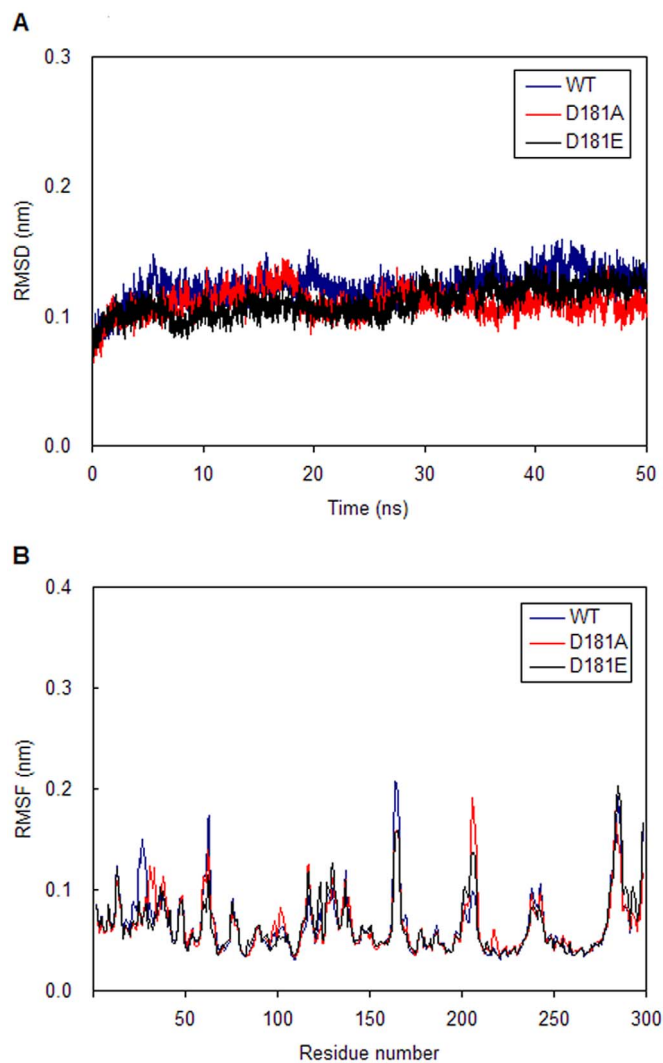 A
RMSD (nm)
0.3
0.2
0.1
0.0
WT
D181A
D181E
0 10 20 30 40 50
Time (ns)
B
RMSF (nm)
0.4
0.3
0.2
0.1
0.0
WT
D181A
D181E
50 100 150 200 250 300
Residue number